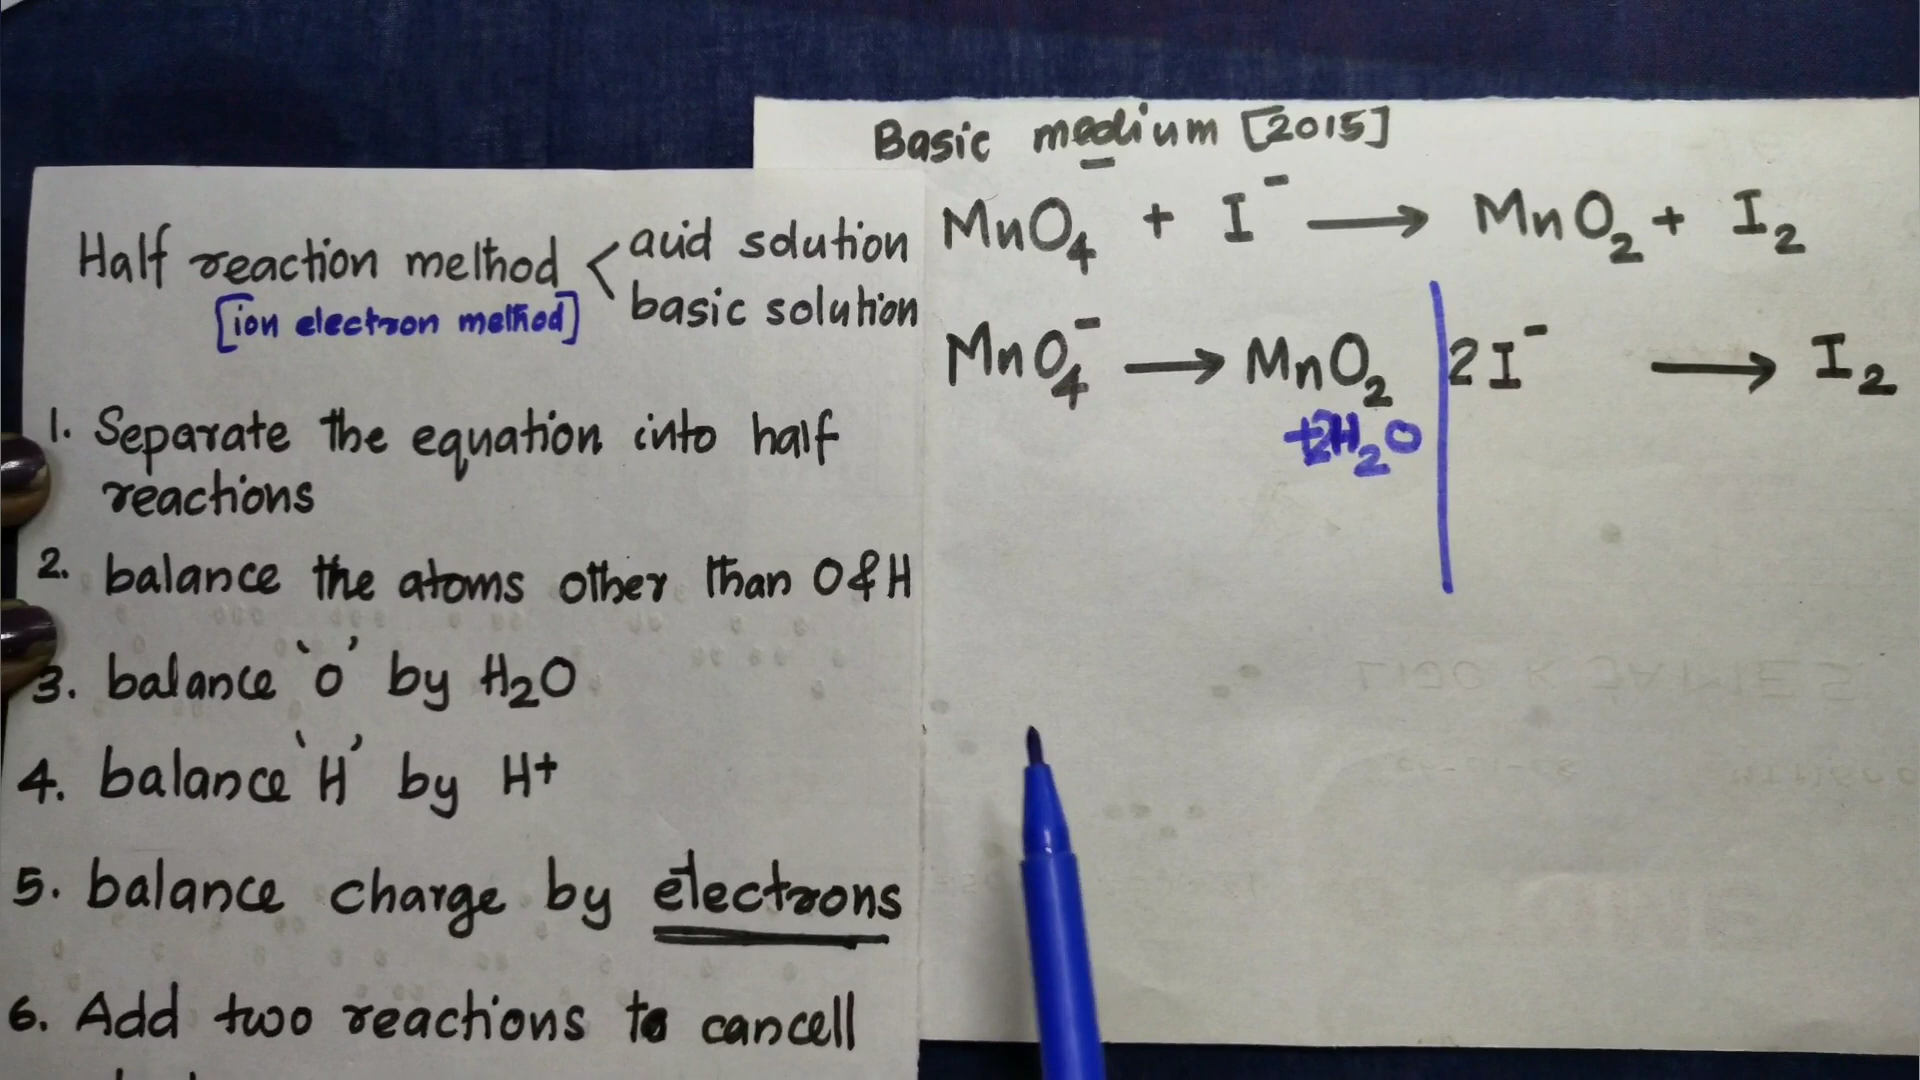 Half reaction method < acid solution
basic solution
[ion electron method]
1. Separate the equation into half
reactions
2. balance the atoms other than O & H
3. balance 'O' by H₂O
4. balance 'H' by H+
5. balance charge by electrons
6. Add two reactions to cancell
Basic medium [2015]
MnO₄⁻ + I⁻ → MnO₂ + I₂
MnO₄⁻ → MnO₂ | 2I⁻ → I₂
+2H₂O